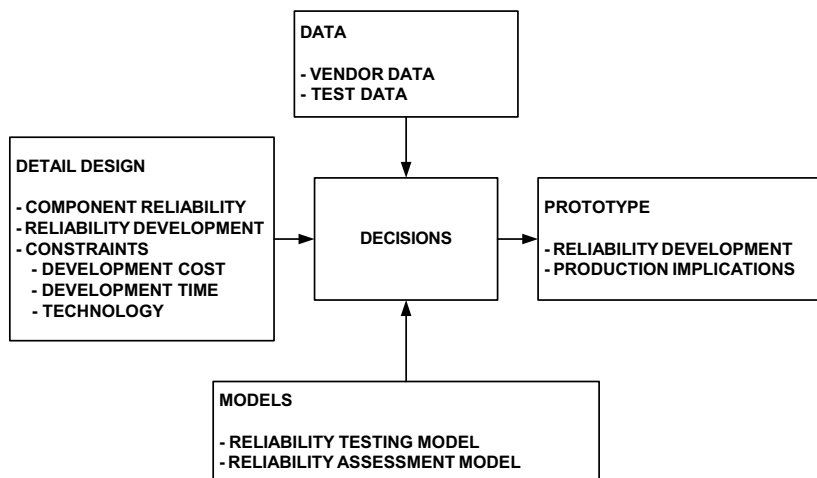 DATA
- VENDOR DATA
- TEST DATA
DETAIL DESIGN
- COMPONENT RELIABILITY
- RELIABILITY DEVELOPMENT
- CONSTRAINTS
- DEVELOPMENT COST
- DEVELOPMENT TIME
- TECHNOLOGY
DECISIONS
PROTOTYPE
- RELIABILITY DEVELOPMENT
- PRODUCTION IMPLICATIONS
MODELS
- RELIABILITY TESTING MODEL
- RELIABILITY ASSESSMENT MODEL